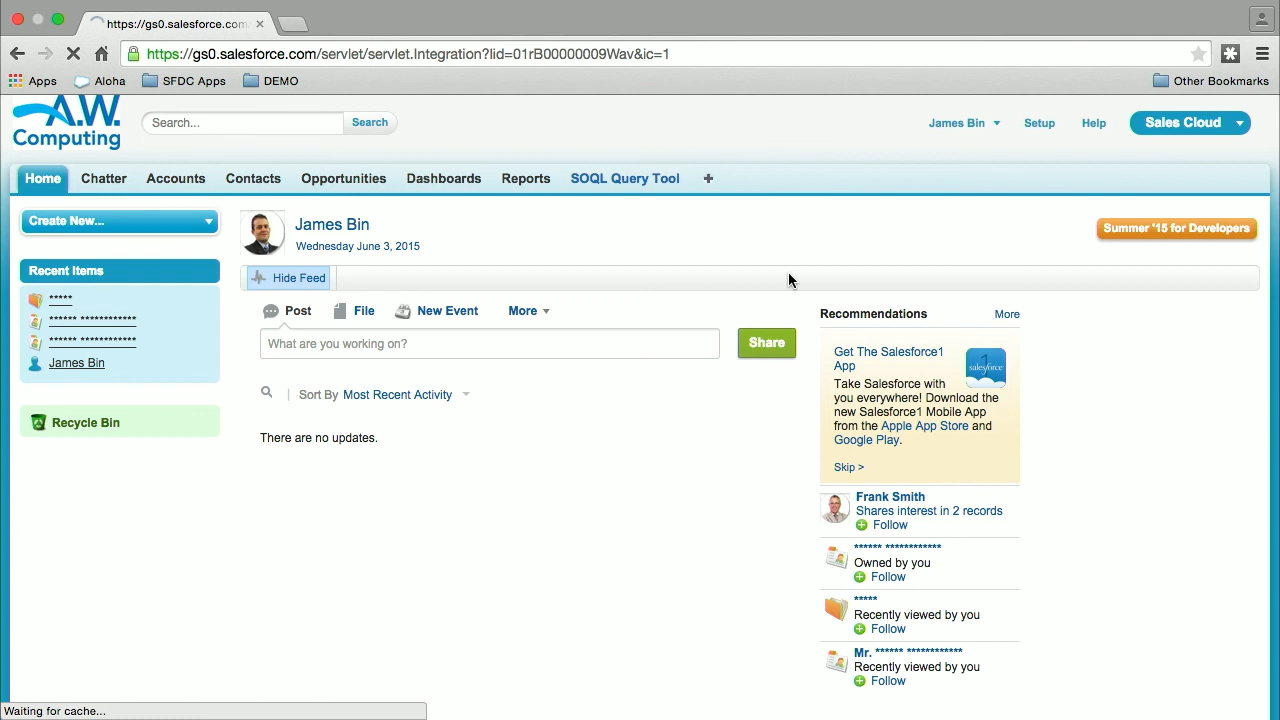 https://gs0.salesforce.com
https://gs0.salesforce.com/servlet/servlet.Integration?lid=01rB00000009Wav&ic=1
Apps Aloha SFDC Apps DEMO Other Bookmarks
A.W. Computing
Search... Search
James Bin Setup Help Sales Cloud
Home Chatter Accounts Contacts Opportunities Dashboards Reports SOQL Query Tool +
Create New...
James Bin
Wednesday June 3, 2015
Summer '15 for Developers
Recent Items
*****
****** ************
****** ************
James Bin
Recycle Bin
Hide Feed
Post File New Event More
What are you working on? Share
Sort By Most Recent Activity
There are no updates.
Recommendations More
Get The Salesforce1
App
salesforce
1
Take Salesforce with
you everywhere! Download the
new Salesforce1 Mobile App
from the Apple App Store and
Google Play.
Skip >
Frank Smith
Shares interest in 2 records
Follow
****** ************
Owned by you
Follow
*****
Recently viewed by you
Follow
Mr. ****** ************
Recently viewed by you
Follow
Waiting for cache...